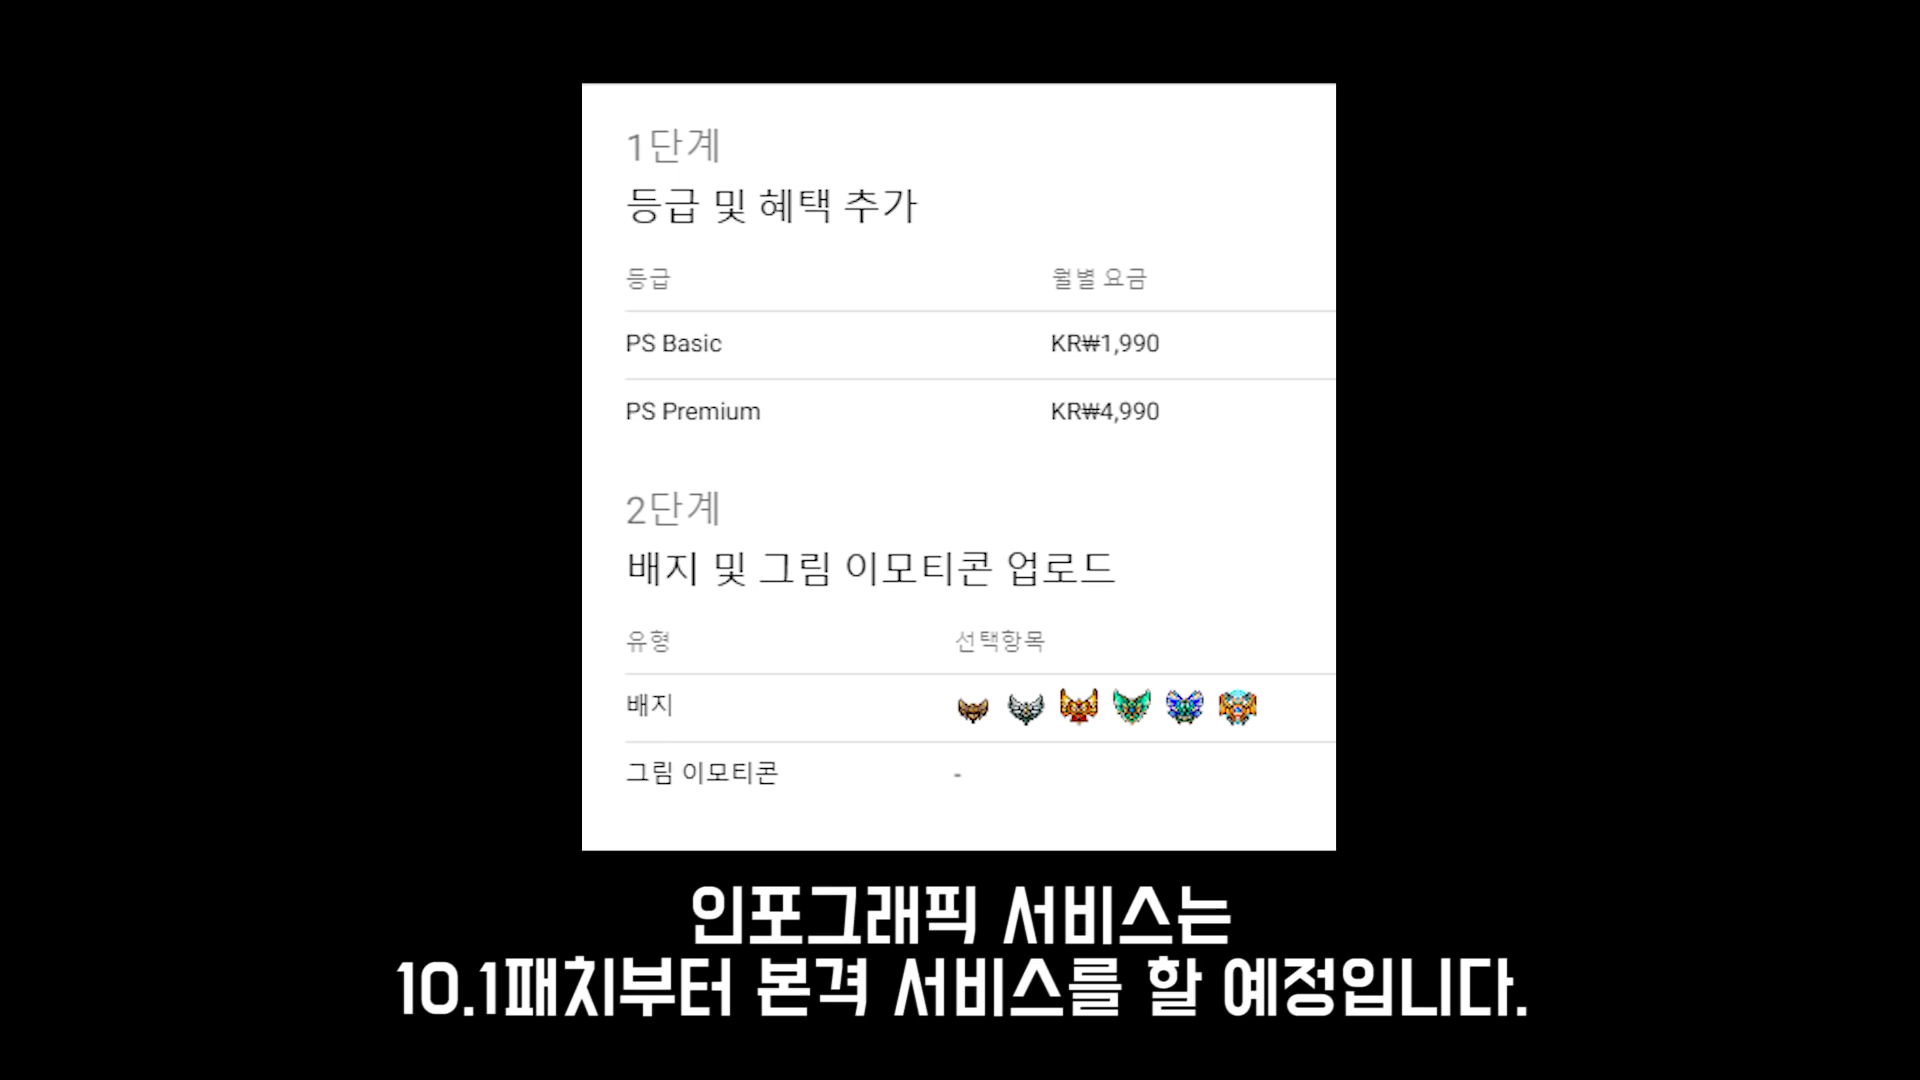 1단계
등급 및 혜택 추가
등급 월별 요금
PS Basic KR₩1,990
PS Premium KR₩4,990
2단계
배지 및 그림 이모티콘 업로드
유형 선택항목
배지
그림 이모티콘 -
인포그래픽 서비스는
10.1패치부터 본격 서비스를 할 예정입니다.